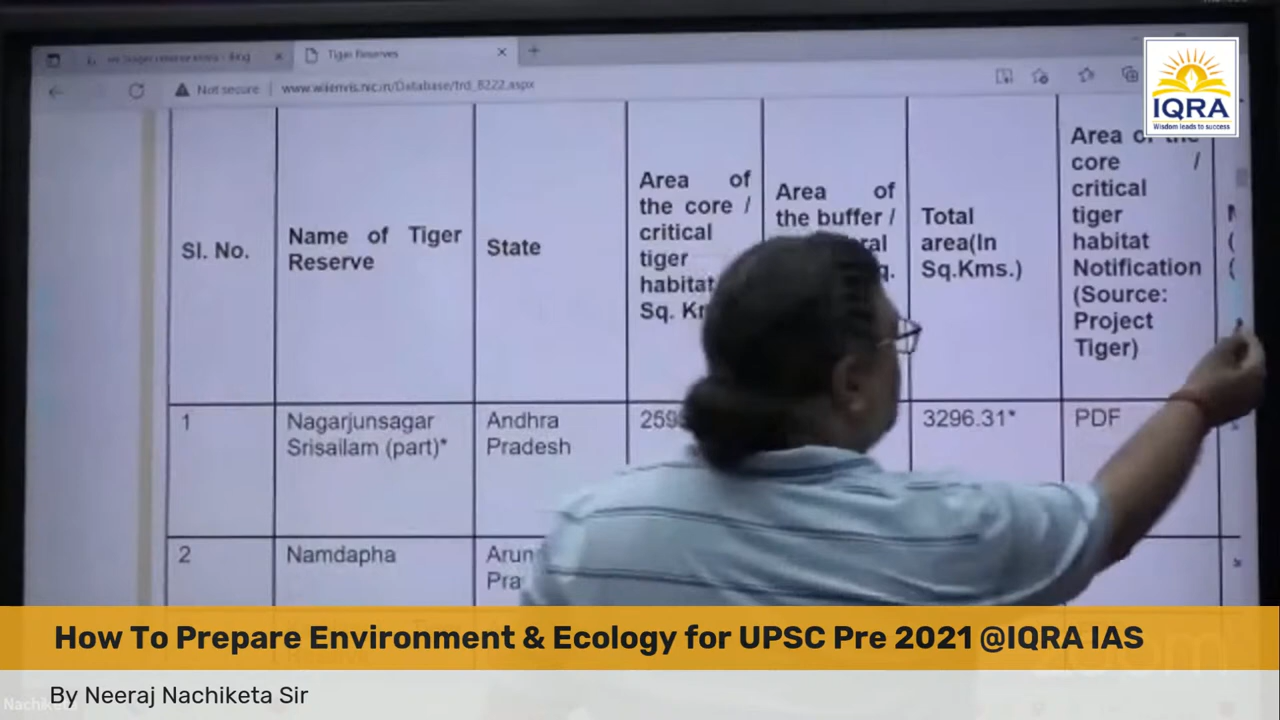 Tiger Reserves
Not secure
www.wiienvis.nic.in/Database/trd_8222.aspx
IQRA
Wisdom leads to success
Sl. No.
Name of Tiger
Reserve
State
Area of
the core /
critical
tiger
habitat
Sq.
Area of
the buffer /
Total
area(In
Sq.Kms.)
Area of the
core /
critical
tiger
habitat
Notification
(Source:
Project
Tiger)
1
Nagarjunsagar
Srisailam (part)*
Andhra
Pradesh
259
3296.31*
PDF
2
Namdapha
Arun
Pra
How To Prepare Environment & Ecology for UPSC Pre 2021 @IQRA IAS
By Neeraj Nachiketa Sir